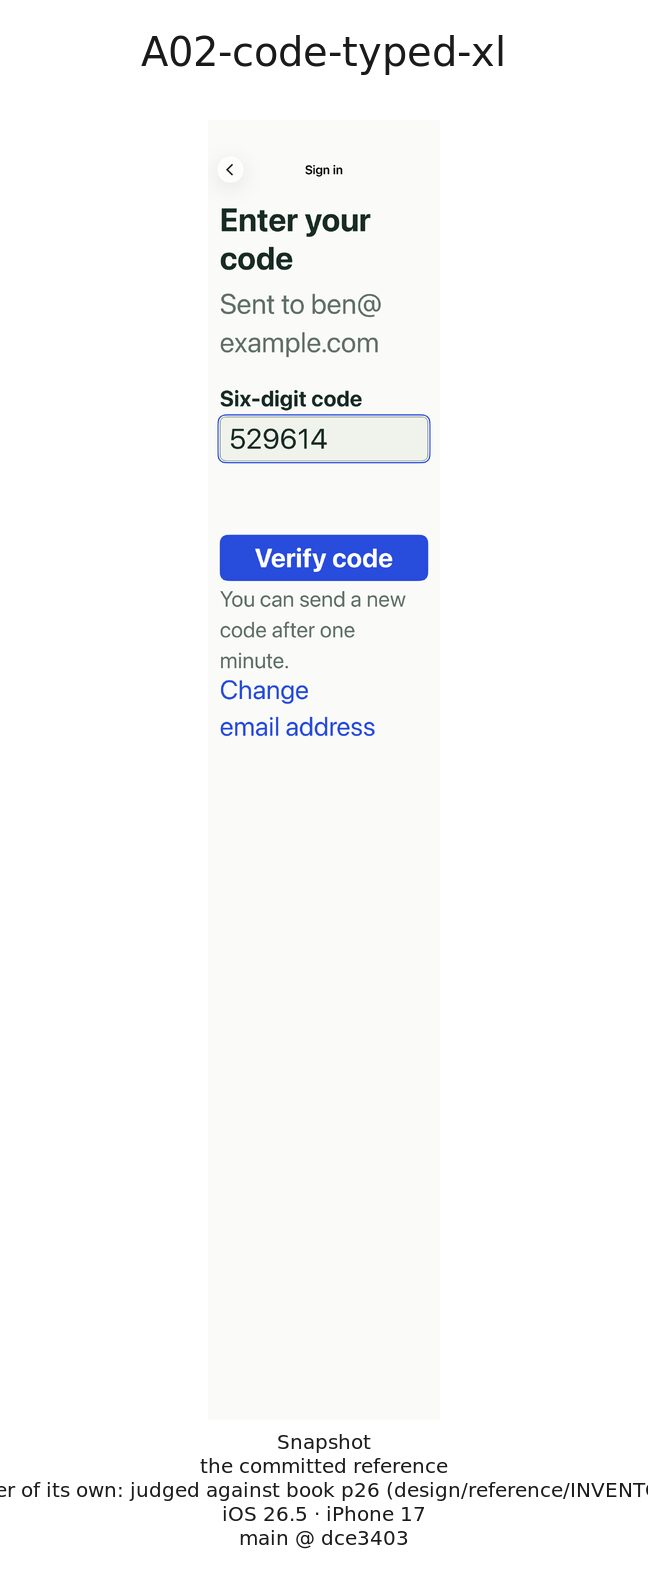 A02-code-typed-xl
Sign in
Enter your
code
Sent to ben@
example.com
Six-digit code
529614
Verify code
You can send a new
code after one
minute.
Change
email address
Snapshot
the committed reference
of its own: judged against book p26 (design/reference/
iOS 26.5 · iPhone 17
main @ dce3403